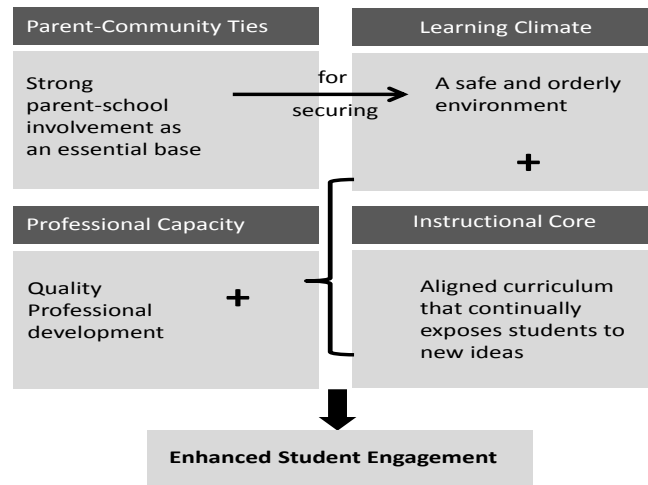 Parent-Community Ties
Strong
parent-school
involvement as
an essential base
for
securing
Learning Climate
A safe and orderly
environment
+
Professional Capacity
Quality
Professional
development
+
Instructional Core
Aligned curriculum
that continually
exposes students to
new ideas
Enhanced Student Engagement